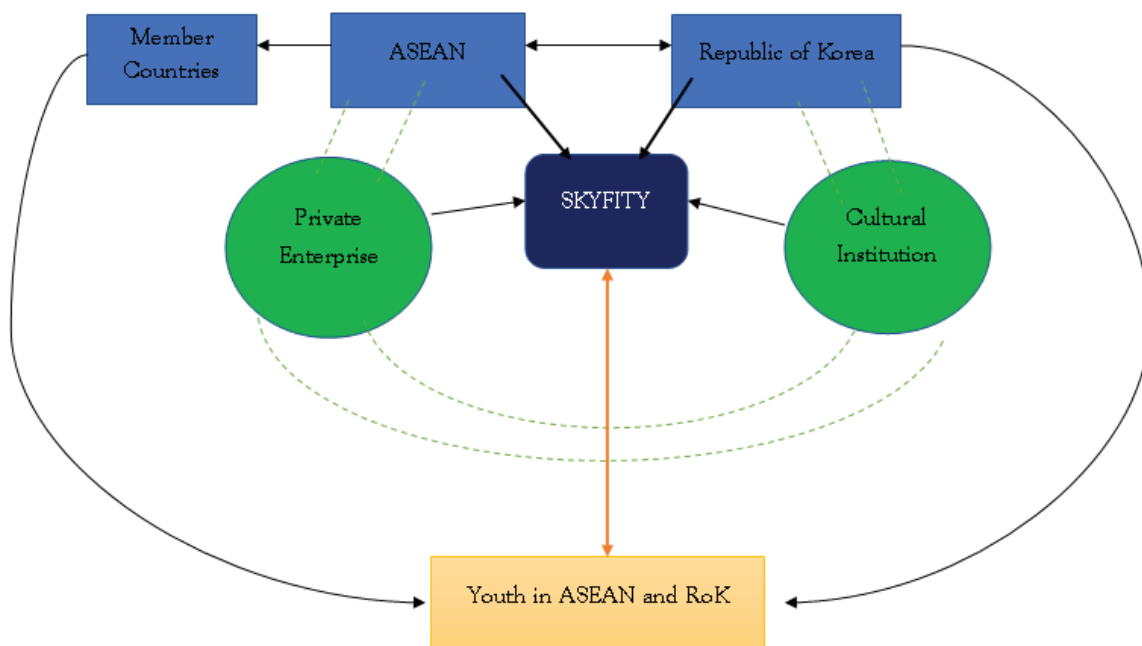 Member
Countries
ASEAN
Republic of Korea
SKYFITY
Private
Enterprise
Cultural
Institution
Youth in ASEAN and RoK